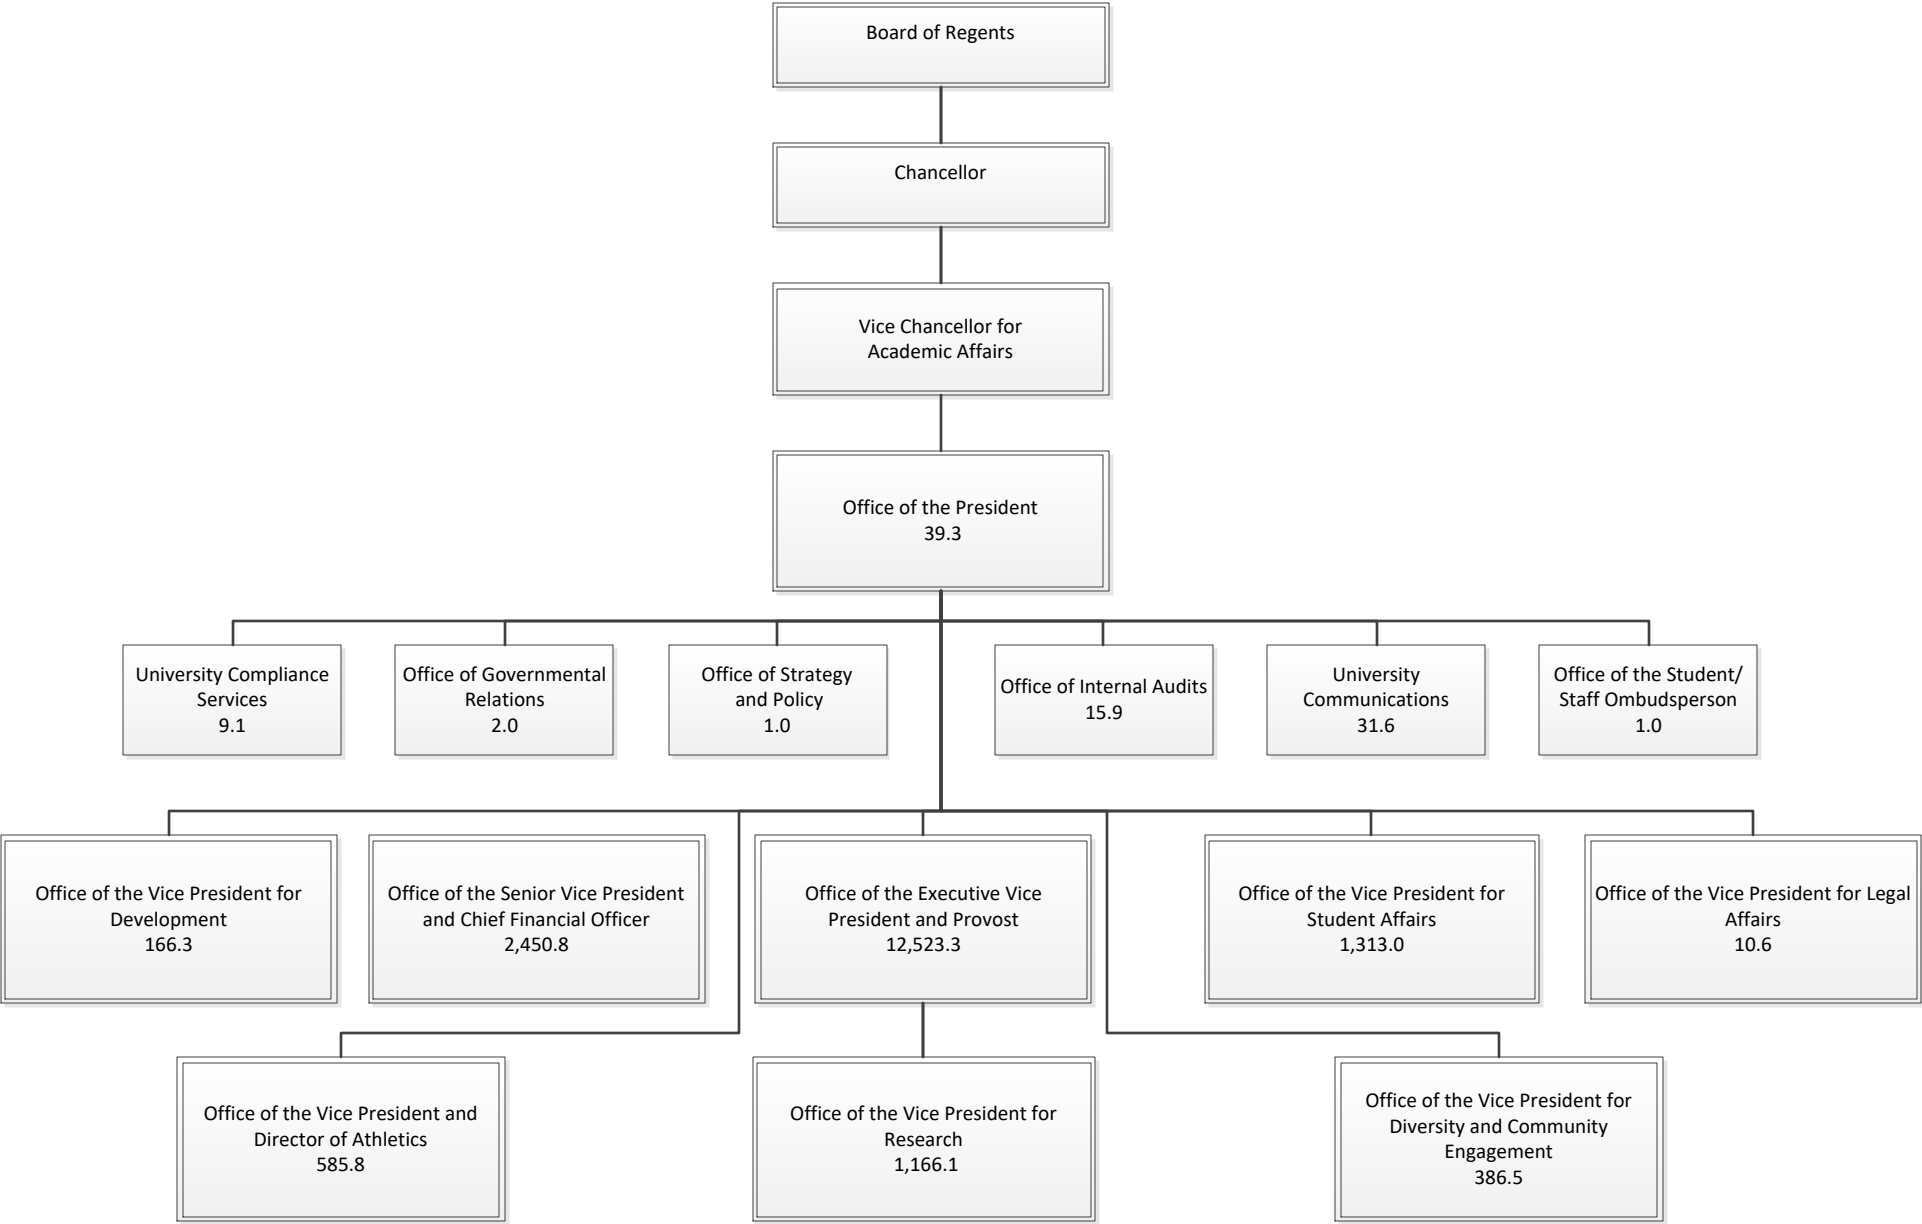 Board of Regents
Chancellor
Vice Chancellor for
Academic Affairs
Office of the President
39.3
University Compliance
Services
9.1
Office of Governmental
Relations
2.0
Office of Strategy
and Policy
1.0
Office of Internal Audits
15.9
University
Communications
31.6
Office of the Student/
Staff Ombudsperson
1.0
Office of the Vice President for
Development
166.3
Office of the Senior Vice President
and Chief Financial Officer
2,450.8
Office of the Executive Vice
President and Provost
12,523.3
Office of the Vice President for
Student Affairs
1,313.0
Office of the Vice President for Legal
Affairs
10.6
Office of the Vice President and
Director of Athletics
585.8
Office of the Vice President for
Research
1,166.1
Office of the Vice President for
Diversity and Community
Engagement
386.5